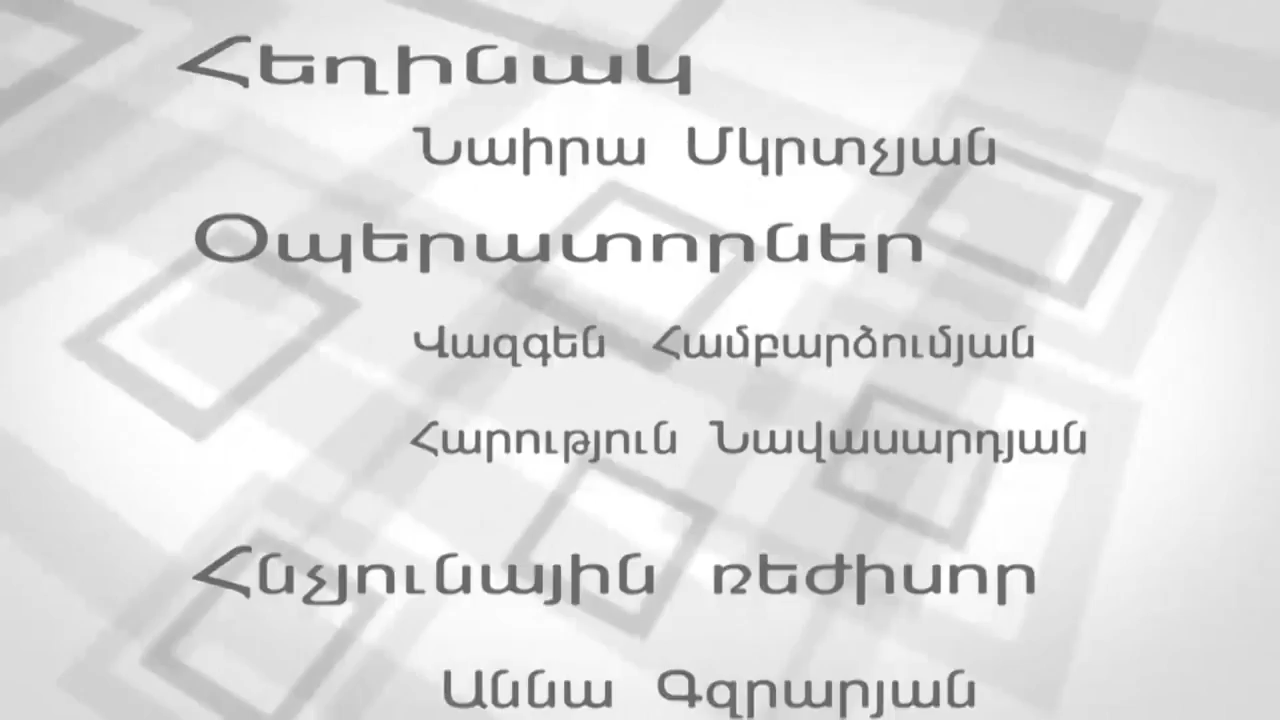 Հեղինակ
Նաիրա Մկրտչյան
Օպերատորներ
Վազգեն Համբարձումյան
Հարություն Նավասարդյան
Հնչյունային ռեժիսոր
Աննա Գզրարյան